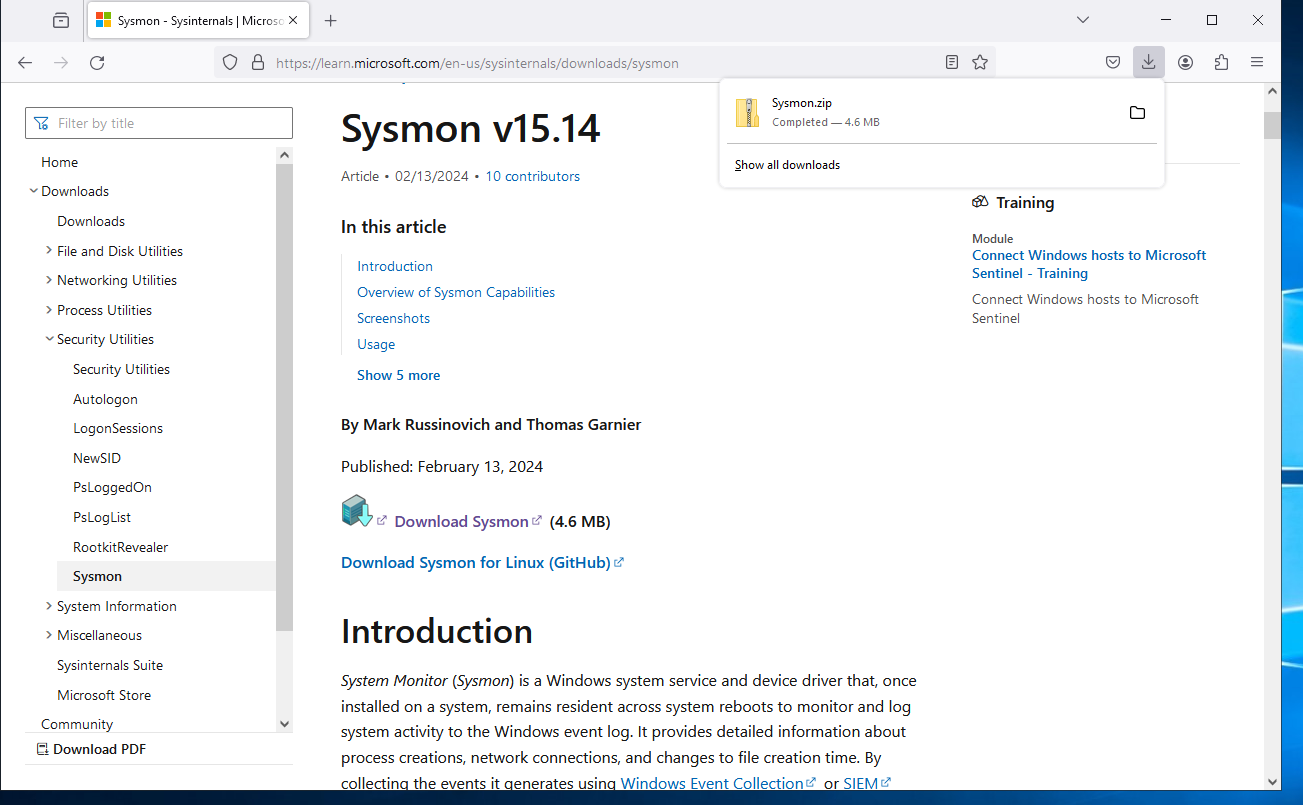 Sysmon - Sysinternals | Microso
https://learn.microsoft.com/en-us/sysinternals/downloads/sysmon
Sysmon.zip
Completed — 4.6 MB
Show all downloads
Filter by title
Home
Downloads
Downloads
File and Disk Utilities
Networking Utilities
Process Utilities
Security Utilities
Security Utilities
Autologon
LogonSessions
NewSID
PsLoggedOn
PsLogList
RootkitRevealer
Sysmon
System Information
Miscellaneous
Sysinternals Suite
Microsoft Store
Community
Download PDF
Sysmon v15.14
Article • 02/13/2024 • 10 contributors
In this article
Introduction
Overview of Sysmon Capabilities
Screenshots
Usage
Show 5 more
By Mark Russinovich and Thomas Garnier
Published: February 13, 2024
Download Sysmon (4.6 MB)
Download Sysmon for Linux (GitHub)
Introduction
System Monitor (Sysmon) is a Windows system service and device driver that, once
installed on a system, remains resident across system reboots to monitor and log
system activity to the Windows event log. It provides detailed information about
process creations, network connections, and changes to file creation time. By
collecting the events it generates using Windows Event Collection or SIEM
Training
Module
Connect Windows hosts to Microsoft
Sentinel - Training
Connect Windows hosts to Microsoft
Sentinel